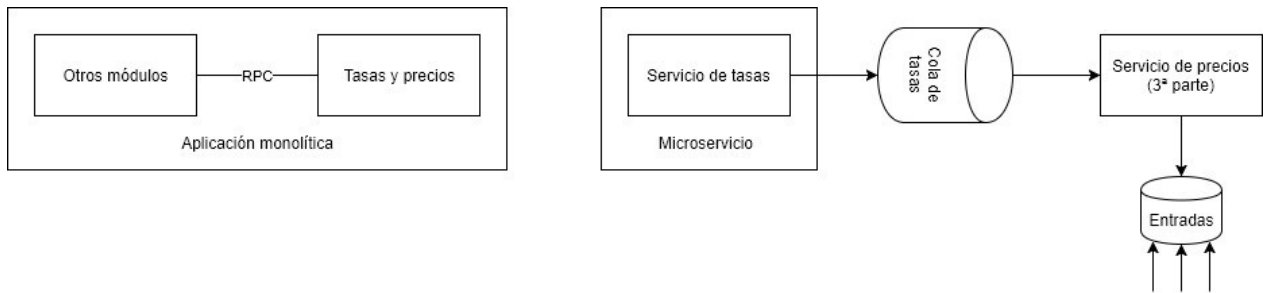 Otros módulos
RPC
Tasas y precios
Aplicación monolítica
Servicio de tasas
Microservicio
Cola de
tasas
Servicio de precios
(3ª parte)
Entradas